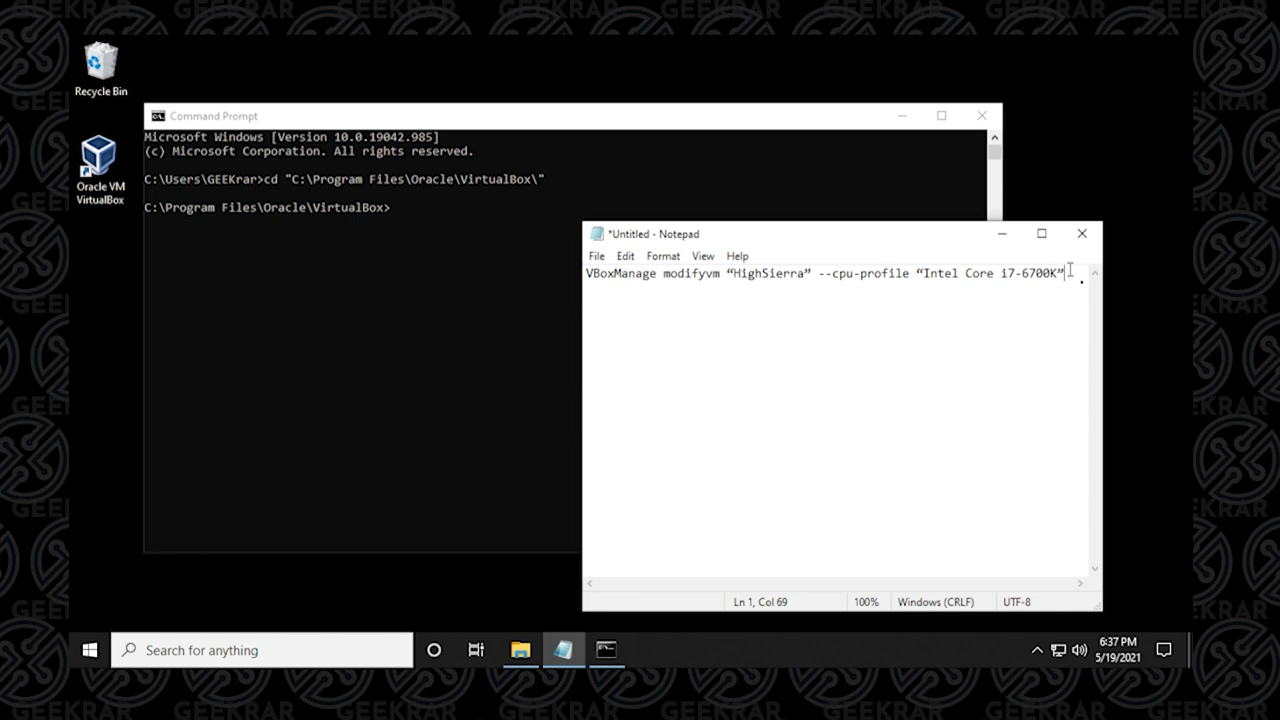 Recycle Bin
Oracle VM
VirtualBox
Command Prompt
Microsoft Windows [Version 10.0.19042.985]
(c) Microsoft Corporation. All rights reserved.
C:\Users\GEEKrar>cd "C:\Program Files\Oracle\VirtualBox\"
C:\Program Files\Oracle\VirtualBox>
*Untitled - Notepad
File Edit Format View Help
VBoxManage modifyvm “HighSierra” --cpu-profile “Intel Core i7-6700K”
Ln 1, Col 69 100% Windows (CRLF) UTF-8
Search for anything
6:37 PM
5/19/2021
GEEKRAR